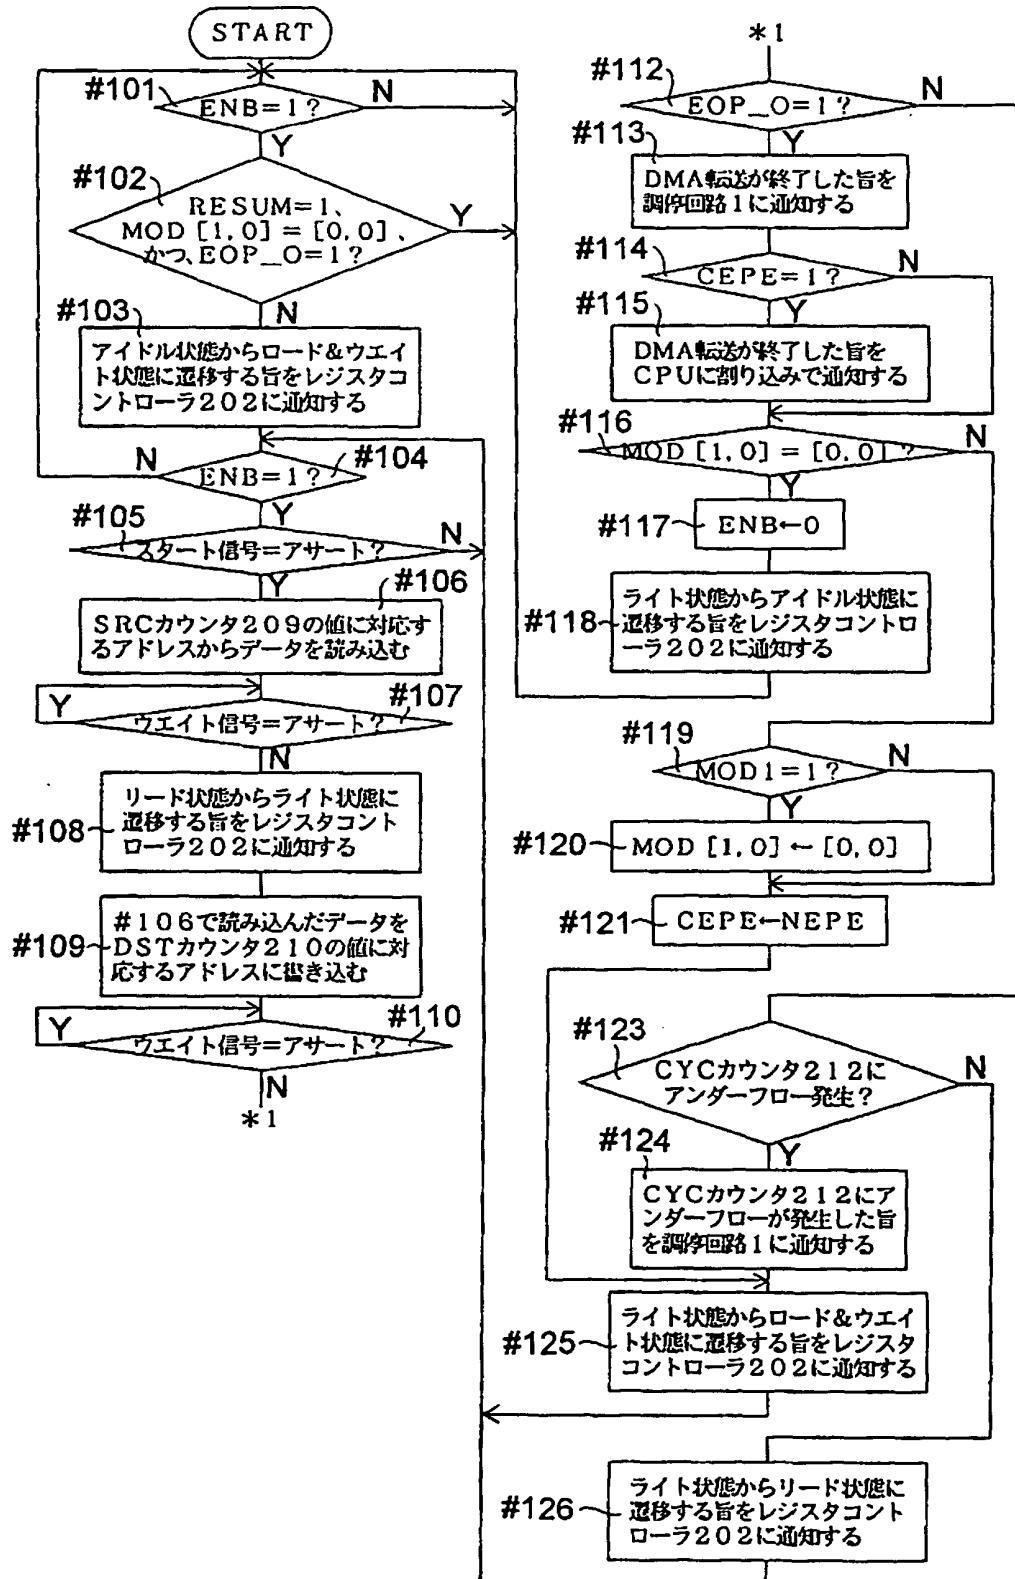 START
#101
ENB=1?
N
Y
#102
RESUM=1、
MOD[1,0]=[0,0]、
かつ、EOP_O=1?
Y
N
#103
アイドル状態からロード&ウエイ
ト状態に遷移する旨をレジスタコ
ントローラ202に通知する
N
ENB=1?
#104
Y
#105
スタート信号=アサート?
N
Y
#106
SRCカウンタ209の値に対応す
るアドレスからデータを読み込む
Y
#107
ウエイト信号=アサート?
N
#108
リード状態からライト状態に
遷移する旨をレジスタコント
ローラ202に通知する
#109
#106で読み込んだデータを
DSTカウンタ210の値に対
応するアドレスに書き込む
Y
#110
ウエイト信号=アサート?
N
*1
*1
#112
EOP_O=1?
N
Y
#113
DMA転送が終了した旨を
調停回路1に通知する
#114
CEPE=1?
N
Y
#115
DMA転送が終了した旨を
CPUに割り込みで通知する
#116
MOD[1,0]=[0,0]?
N
Y
#117
ENB←0
#118
ライト状態からアイドル状態に
遷移する旨をレジスタコントロ
ーラ202に通知する
#119
MOD1=1?
N
Y
#120
MOD[1,0]←[0,0]
#121
CEPE←NEPE
#123
CYCカウンタ212に
アンダーフロー発生?
N
Y
#124
CYCカウンタ212にア
ンダーフローが発生した旨
を調停回路1に通知する
#125
ライト状態からロード&ウエイ
ト状態に遷移する旨をレジスタ
コントローラ202に通知する
#126
ライト状態からリード状態に
遷移する旨をレジスタコント
ローラ202に通知する